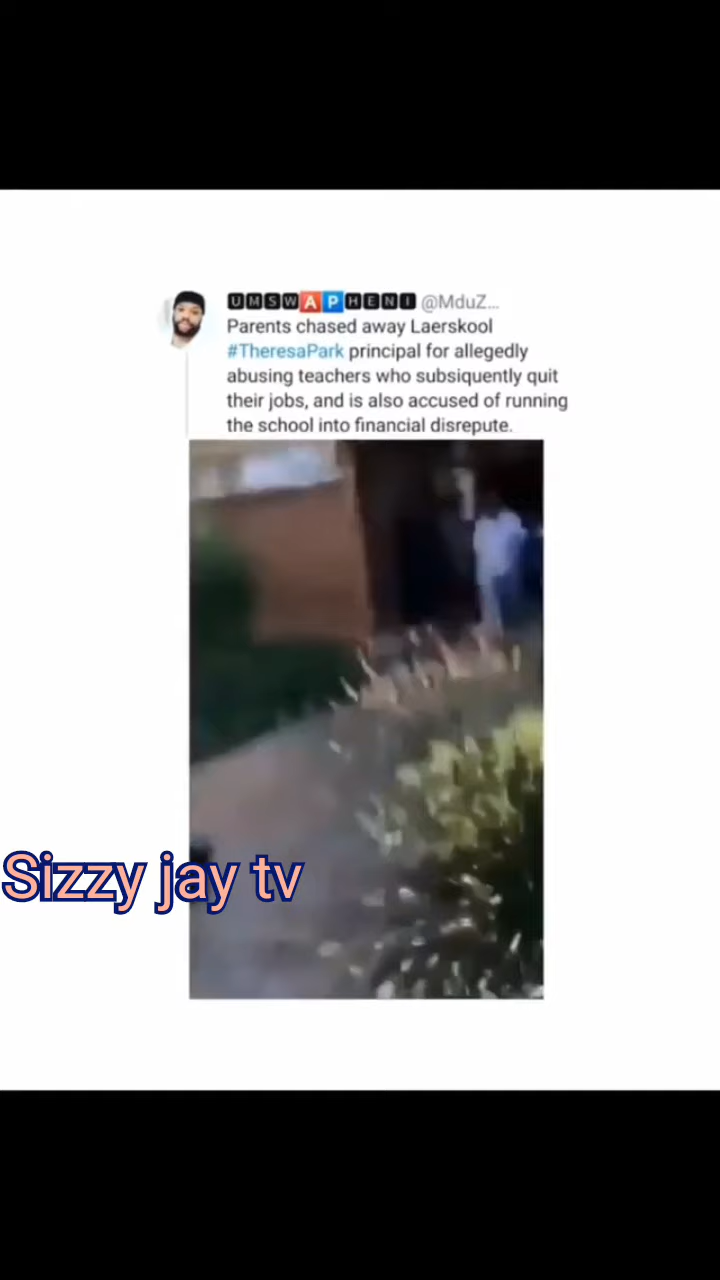 UMSWAPHENI @MduZ...
Parents chased away Laerskool
#TheresaPark principal for allegedly
abusing teachers who subsiquently quit
their jobs, and is also accused of running
the school into financial disrepute.
Sizzy jay tv